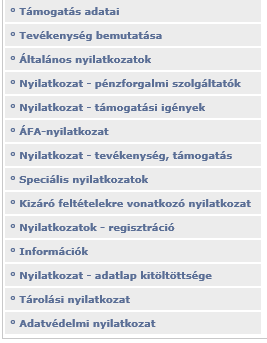 Támogatás adatai
Tevékenység bemutatása
Általános nyilatkozatok
Nyilatkozat - pénzforgalmi szolgáltatók
Nyilatkozat - támogatási igények
ÁFA-nyilatkozat
Nyilatkozat - tevékenység, támogatás
Speciális nyilatkozatok
Kizáró feltételekre vonatkozó nyilatkozat
Nyilatkozatok - regisztráció
Információk
Nyilatkozat - adatlap kitöltöttsége
Tárolási nyilatkozat
Adatvédelmi nyilatkozat